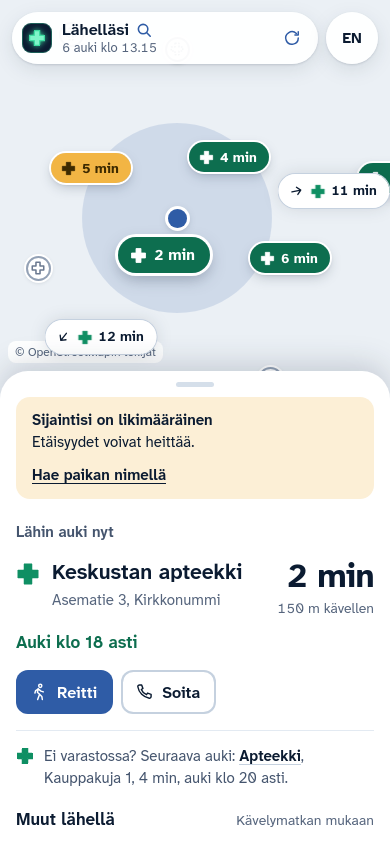 Lähelläsi
6 auki klo 13.15
EN
5 min
4 min
11 min
2 min
6 min
12 min
© OpenStreetMapin tekijät
Sijaintisi on likimääräinen
Etäisyydet voivat heittää.
Hae paikan nimellä
Lähin auki nyt
Keskustan apteekki
2 min
Asematie 3, Kirkkonummi
150 m kävellen
Auki klo 18 asti
Reitti
Soita
Ei varastossa? Seuraava auki: Apteekki,
Kauppakuja 1, 4 min, auki klo 20 asti.
Muut lähellä
Kävelymatkan mukaan